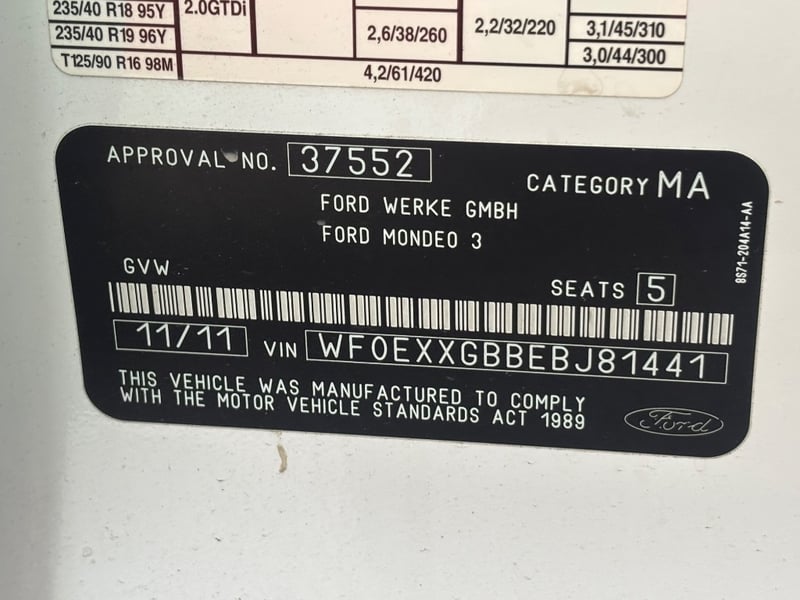 235/40 R18 95Y 2.0GTDi
235/40 R19 96Y 2,6/38/260 2,2/32/220 3,1/45/310
T125/90 R16 98M 4,2/61/420 3,0/44/300
APPROVAL NO. 37552
CATEGORY MA
FORD WERKE GMBH
FORD MONDEO 3
8S71-204A14-AA
GVW
SEATS 5
11/11 VIN WF0EXXGBBEBJ81441
THIS VEHICLE WAS MANUFACTURED TO COMPLY
WITH THE MOTOR VEHICLE STANDARDS ACT 1989
Ford